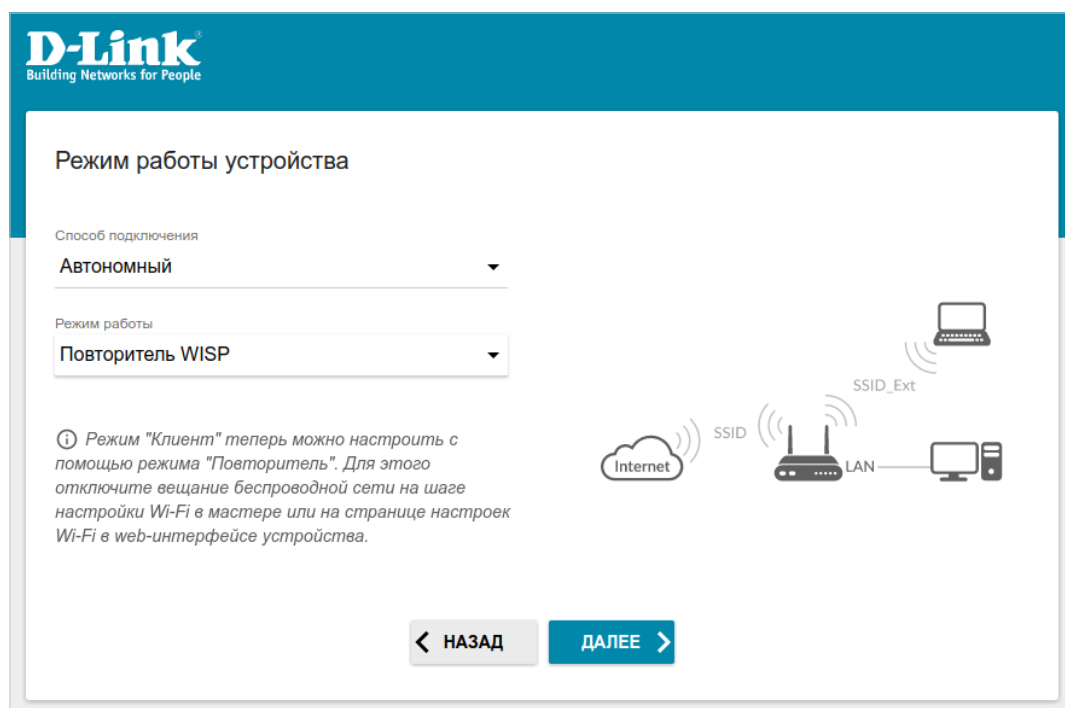 D-Link®
Building Networks for People
Режим работы устройства
Способ подключения
Автономный
Режим работы
Повторитель WISP
Режим "Клиент" теперь можно настроить с
помощью режима "Повторитель". Для этого
отключите вещание беспроводной сети на шаге
настройки Wi-Fi в мастере или на странице настроек
Wi-Fi в web-интерфейсе устройства.
SSID_Ext
SSID
Internet
LAN
НАЗАД
ДАЛЕЕ